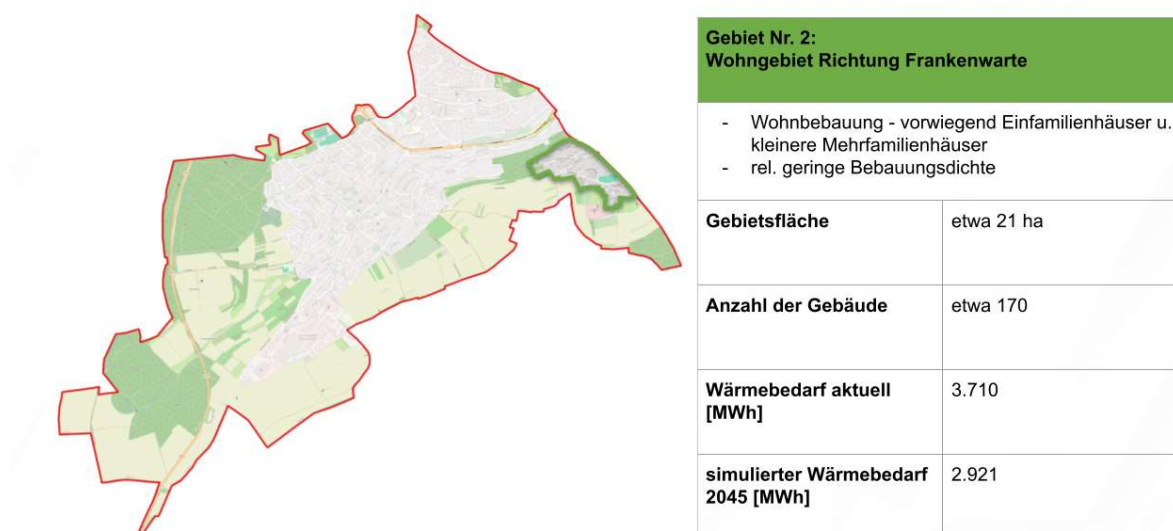 Gebiet Nr. 2:
Wohngebiet Richtung Frankenwarte
- Wohnbebauung - vorwiegend Einfamilienhäuser u.
kleinere Mehrfamilienhäuser
- rel. geringe Bebauungsdichte
Gebietsfläche etwa 21 ha
Anzahl der Gebäude etwa 170
Wärmebedarf aktuell 3.710
[MWh]
simulierter Wärmebedarf 2.921
2045 [MWh]